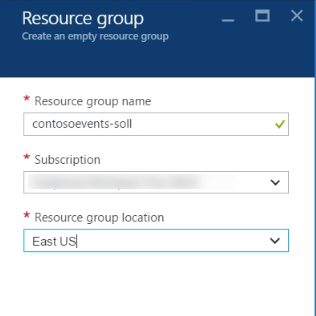 Resource group
Create an empty resource group
* Resource group name
contosoevents-soll
* Subscription
* Resource group location
East US